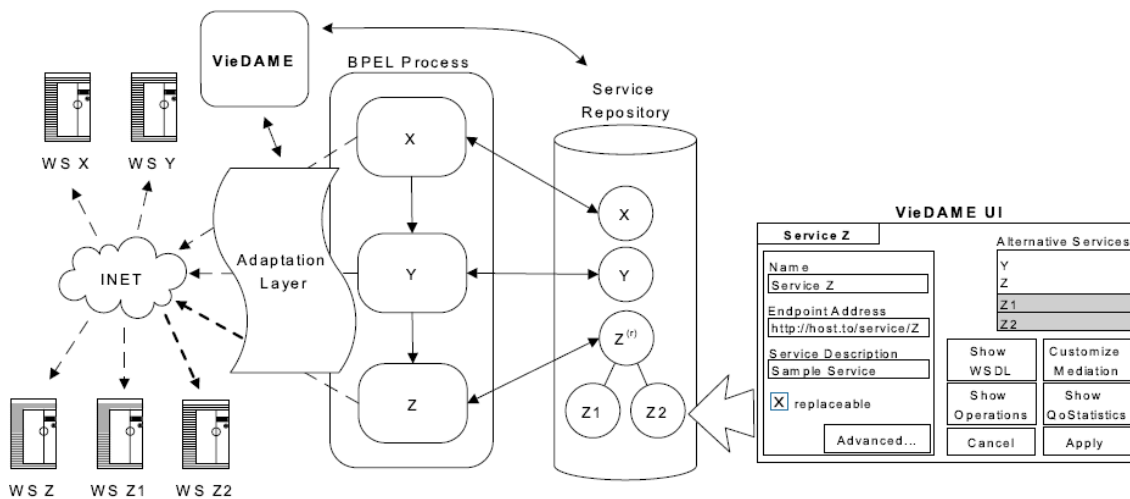 VieDAME
BPEL Process
Service
Repository
WS X
WS Y
X
INET
Adaptation
Layer
Y
Z
WS Z
WS Z1
WS Z2
X
Y
Z(r)
Z1
Z2
VieDAME UI
Service Z
Name
Service Z
Endpoint Address
http://host.to/service/Z
Service Description
Sample Service
X replaceable
Advanced...
Alternative Services
Y
Z
Z1
Z2
Show
WSDL
Customize
Mediation
Show
Operations
Show
QoStatistics
Cancel
Apply